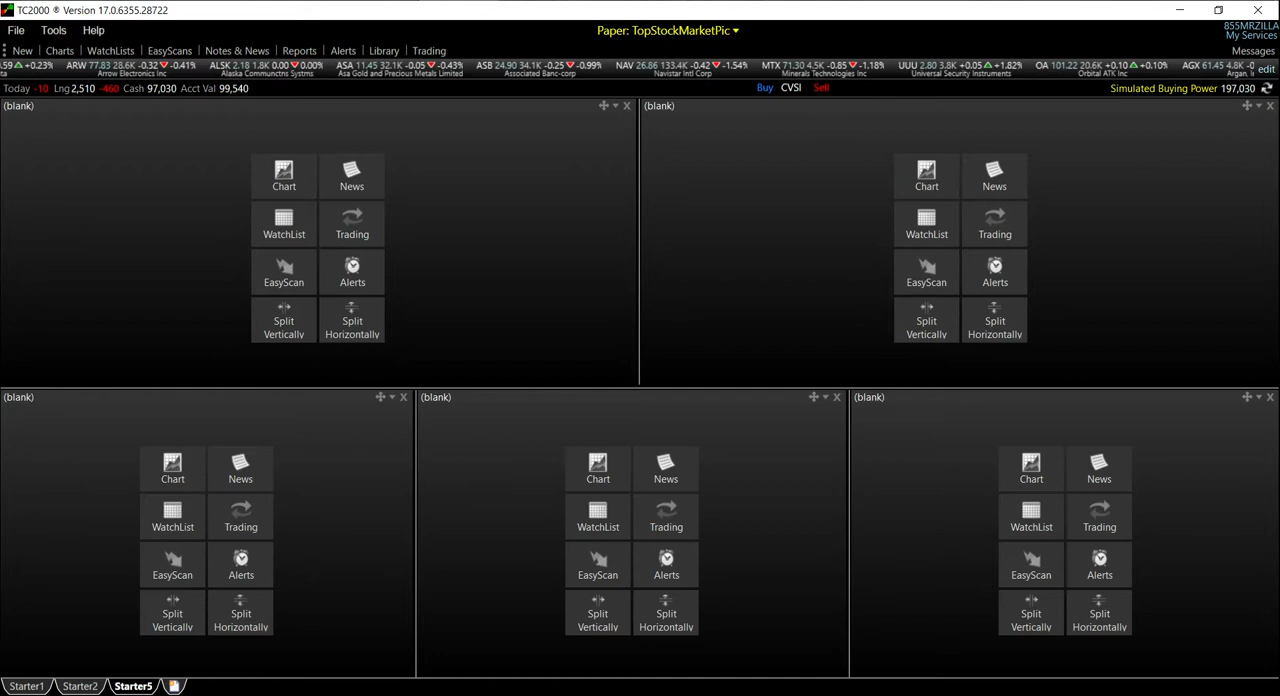 TC2000 ® Version 17.0.6355.28722
File Tools Help
Paper: TopStockMarketPic
855MRZILLA
My Services
New Charts WatchLists EasyScans Notes & News Reports Alerts Library Trading
Messages
.59 +0.23% ARW 77.83 28.6K -0.32 -0.41% ALSK 2.18 1.8K 0.00 0.00% ASA 11.45 32.1K -0.05 -0.43% ASB 24.90 34.1K -0.25 -0.99% NAV 26.86 133.4K -0.42 -1.54% MTX 71.30 4.5K -0.85 -1.18% UUU 2.80 3.8K +0.05 +1.82% OA 101.22 20.6K +0.10 +0.10% AGX 61.45 4.8K -0
ta Arrow Electronics Inc Alaska Communctns Systms Asa Gold and Precious Metals Limited Associated Banc-corp Navistar Intl Corp Minerals Technologies Inc Universal Security Instruments Orbital ATK Inc Argan, I
edit
Today -10 Lng 2,510 -460 Cash 97,030 Acct Val 99,540
Buy CVSI Sell
Simulated Buying Power 197,030
(blank)
X
Chart News
WatchList Trading
EasyScan Alerts
Split Vertically Split Horizontally
(blank)
X
Chart News
WatchList Trading
EasyScan Alerts
Split Vertically Split Horizontally
(blank)
X
Chart News
WatchList Trading
EasyScan Alerts
Split Vertically Split Horizontally
(blank)
X
Chart News
WatchList Trading
EasyScan Alerts
Split Vertically Split Horizontally
(blank)
X
Chart News
WatchList Trading
EasyScan Alerts
Split Vertically Split Horizontally
Starter1 Starter2 Starter5